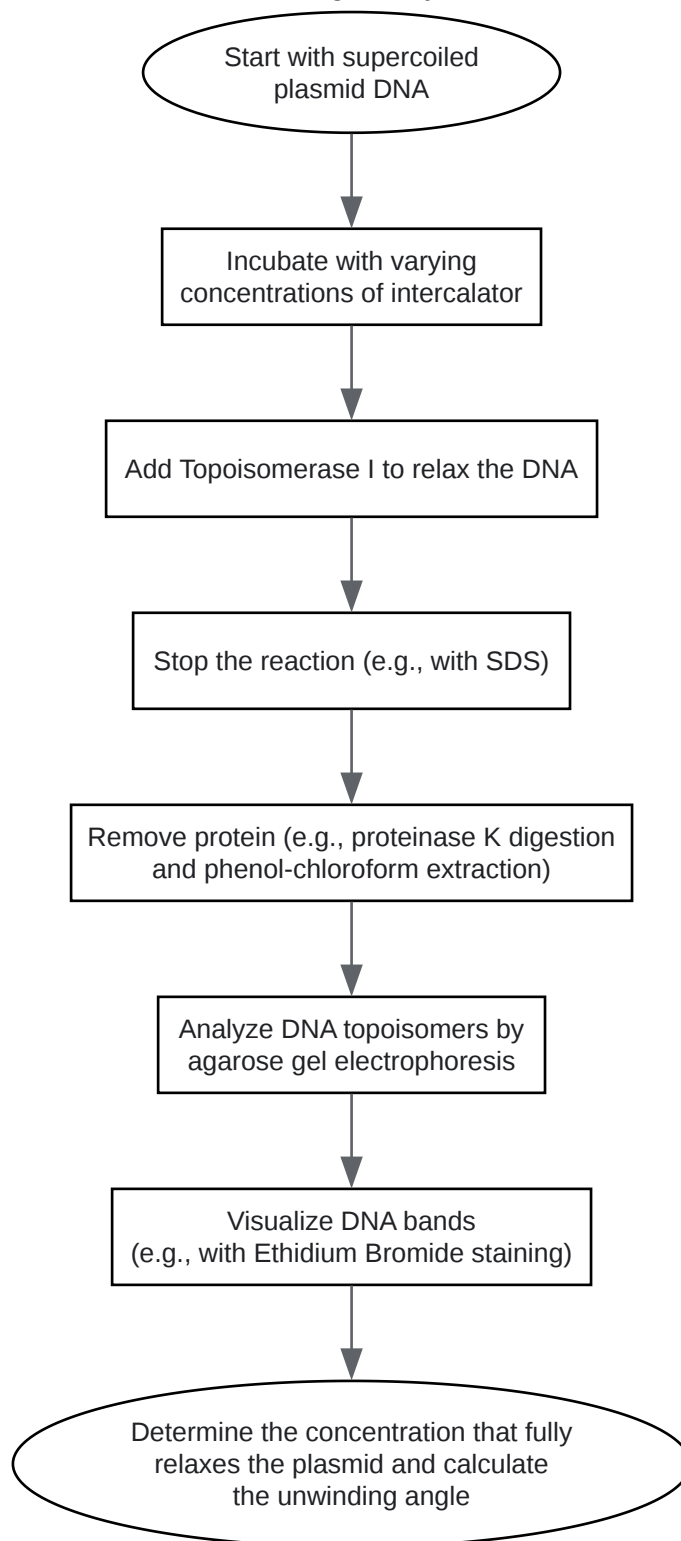 Start with supercoiled
plasmid DNA
Incubate with varying
concentrations of intercalator
Add Topoisomerase I to relax the DNA
Stop the reaction (e.g., with SDS)
Remove protein (e.g., proteinase K digestion
and phenol-chloroform extraction)
Analyze DNA topoisomers by
agarose gel electrophoresis
Visualize DNA bands
(e.g., with Ethidium Bromide staining)
Determine the concentration that fully
relaxes the plasmid and calculate
the unwinding angle